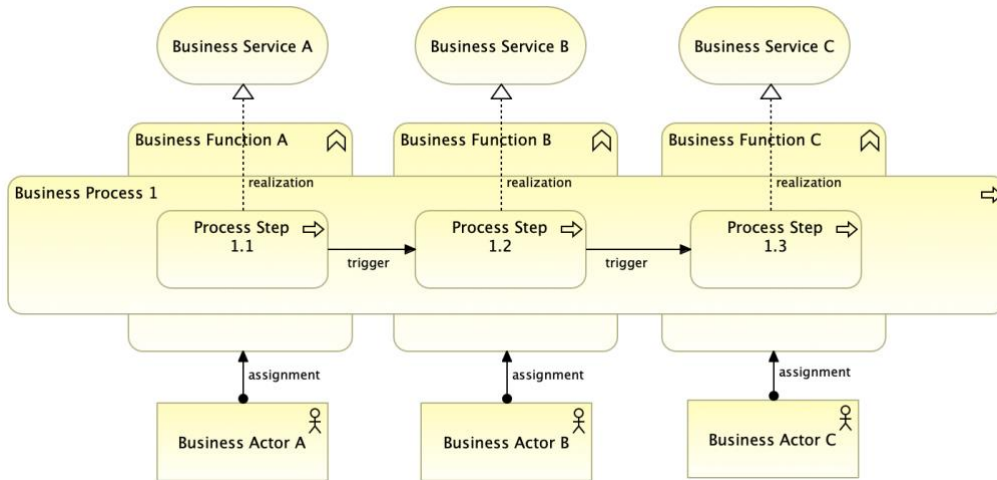 Business Service A
Business Service B
Business Service C
Business Function A
Business Function B
Business Function C
realization
realization
realization
Business Process 1
Process Step
1.1
Process Step
1.2
Process Step
1.3
trigger
trigger
assignment
assignment
assignment
Business Actor A
Business Actor B
Business Actor C